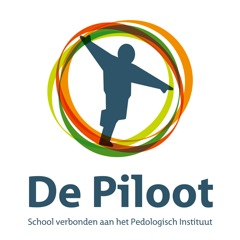 De Piloot
School verbonden aan het Pedologisch Instituut